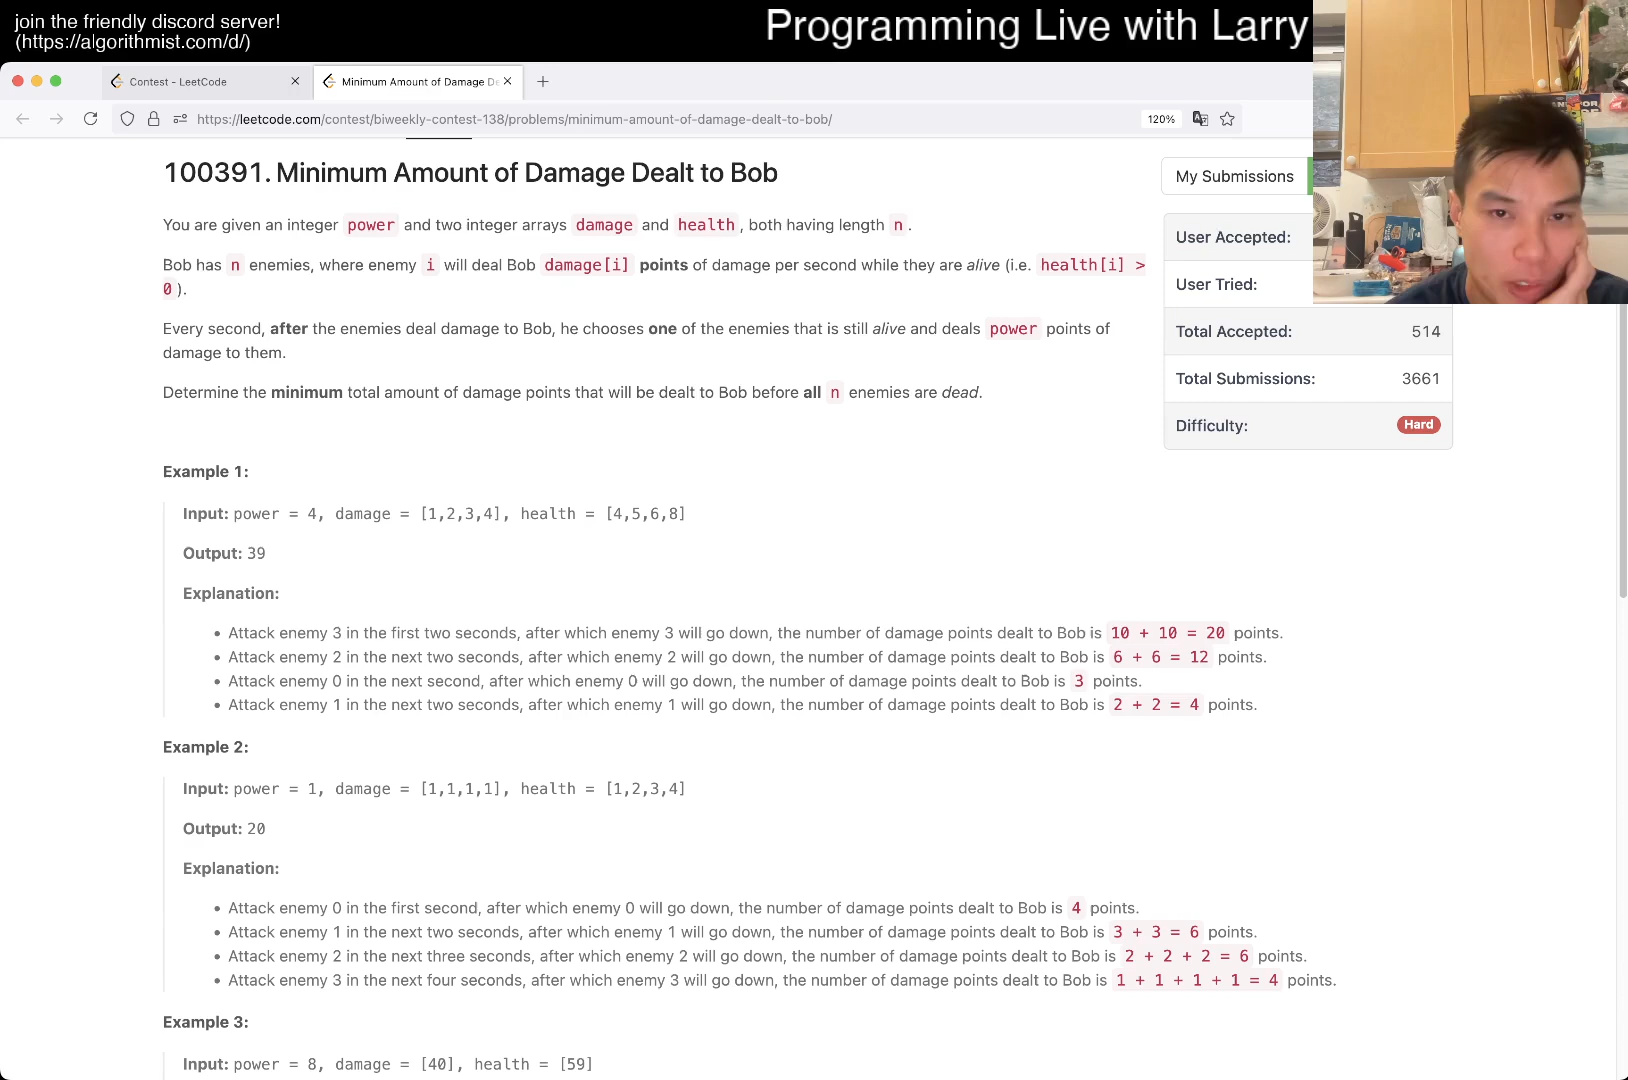 join the friendly discord server!
(https://algorithmist.com/d/)
Programming Live with Larry
Contest - LeetCode
Minimum Amount of Damage De
https://leetcode.com/contest/biweekly-contest-138/problems/minimum-amount-of-damage-dealt-to-bob/
120%
100391. Minimum Amount of Damage Dealt to Bob
You are given an integer power and two integer arrays damage and health, both having length n.
Bob has n enemies, where enemy i will deal Bob damage[i] points of damage per second while they are alive (i.e. health[i] >
0).
Every second, after the enemies deal damage to Bob, he chooses one of the enemies that is still alive and deals power points of
damage to them.
Determine the minimum total amount of damage points that will be dealt to Bob before all n enemies are dead.
My Submissions
User Accepted:
User Tried:
Total Accepted: 514
Total Submissions: 3661
Difficulty: Hard
Example 1:
Input: power = 4, damage = [1,2,3,4], health = [4,5,6,8]
Output: 39
Explanation:
• Attack enemy 3 in the first two seconds, after which enemy 3 will go down, the number of damage points dealt to Bob is 10 + 10 = 20 points.
• Attack enemy 2 in the next two seconds, after which enemy 2 will go down, the number of damage points dealt to Bob is 6 + 6 = 12 points.
• Attack enemy 0 in the next second, after which enemy 0 will go down, the number of damage points dealt to Bob is 3 points.
• Attack enemy 1 in the next two seconds, after which enemy 1 will go down, the number of damage points dealt to Bob is 2 + 2 = 4 points.
Example 2:
Input: power = 1, damage = [1,1,1,1], health = [1,2,3,4]
Output: 20
Explanation:
• Attack enemy 0 in the first second, after which enemy 0 will go down, the number of damage points dealt to Bob is 4 points.
• Attack enemy 1 in the next two seconds, after which enemy 1 will go down, the number of damage points dealt to Bob is 3 + 3 = 6 points.
• Attack enemy 2 in the next three seconds, after which enemy 2 will go down, the number of damage points dealt to Bob is 2 + 2 + 2 = 6 points.
• Attack enemy 3 in the next four seconds, after which enemy 3 will go down, the number of damage points dealt to Bob is 1 + 1 + 1 + 1 = 4 points.
Example 3:
Input: power = 8, damage = [40], health = [59]